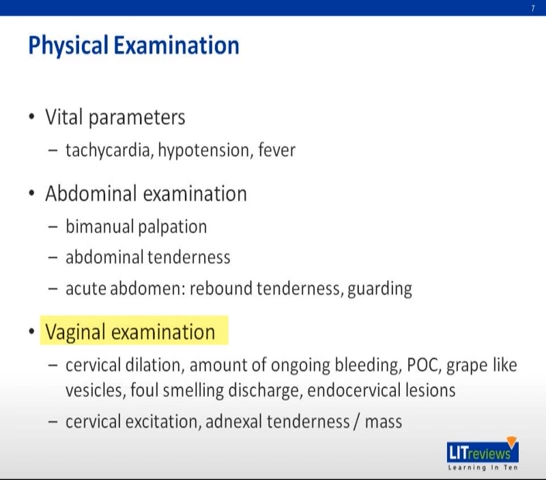 7
Physical Examination
• Vital parameters
– tachycardia, hypotension, fever
• Abdominal examination
– bimanual palpation
– abdominal tenderness
– acute abdomen: rebound tenderness, guarding
• Vaginal examination
– cervical dilation, amount of ongoing bleeding, POC, grape like
vesicles, foul smelling discharge, endocervical lesions
– cervical excitation, adnexal tenderness / mass
LITreviews
Learning In Ten